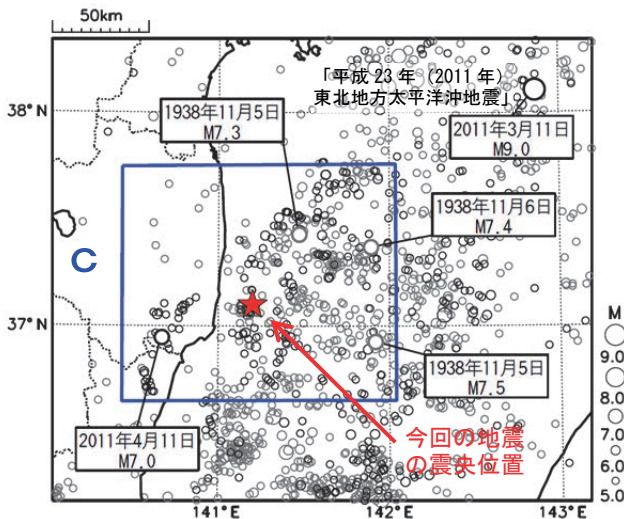 50km
「平成 23 年（2011 年）
東北地方太平洋沖地震」
38°N
1938年11月5日
M7.3
2011年3月11日
M9.0
1938年11月6日
M7.4
C
37°N
M
9.0
8.0
7.0
6.0
5.0
1938年11月5日
M7.5
2011年4月11日
M7.0
今回の地震
の震央位置
141°E
142°E
143°E